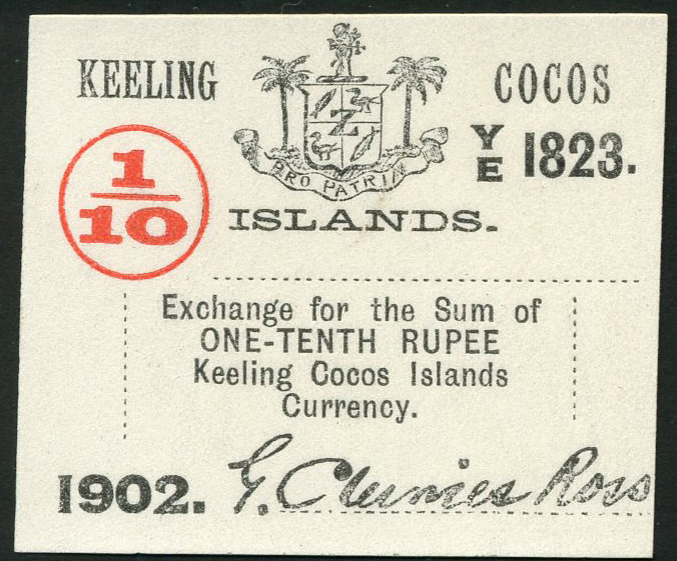 KEELING COCOS
Z
PRO PATRIA
YE 1823.
1/10
ISLANDS.
Exchange for the Sum of
ONE-TENTH RUPEE
Keeling Cocos Islands
Currency.
1902. G. Clunies Ross